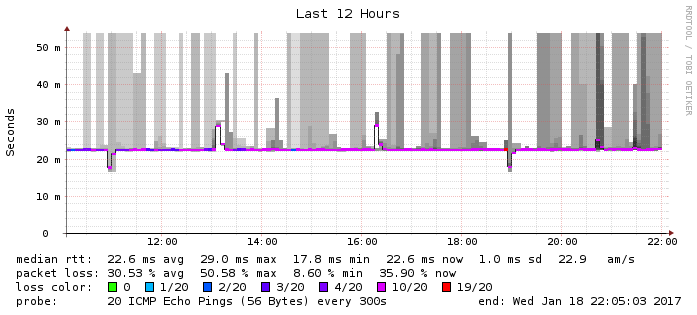 Last 12 Hours
RRDTOOL / TOBI OETIKER
Seconds
50 m
40 m
30 m
20 m
10 m
0
12:00 14:00 16:00 18:00 20:00 22:00
median rtt: 22.6 ms avg 29.0 ms max 17.8 ms min 22.6 ms now 1.0 ms sd 22.9 am/s
packet loss: 30.53 % avg 50.58 % max 8.60 % min 35.90 % now
loss color: 0 1/20 2/20 3/20 4/20 10/20 19/20
probe: 20 ICMP Echo Pings (56 Bytes) every 300s end: Wed Jan 18 22:05:03 2017